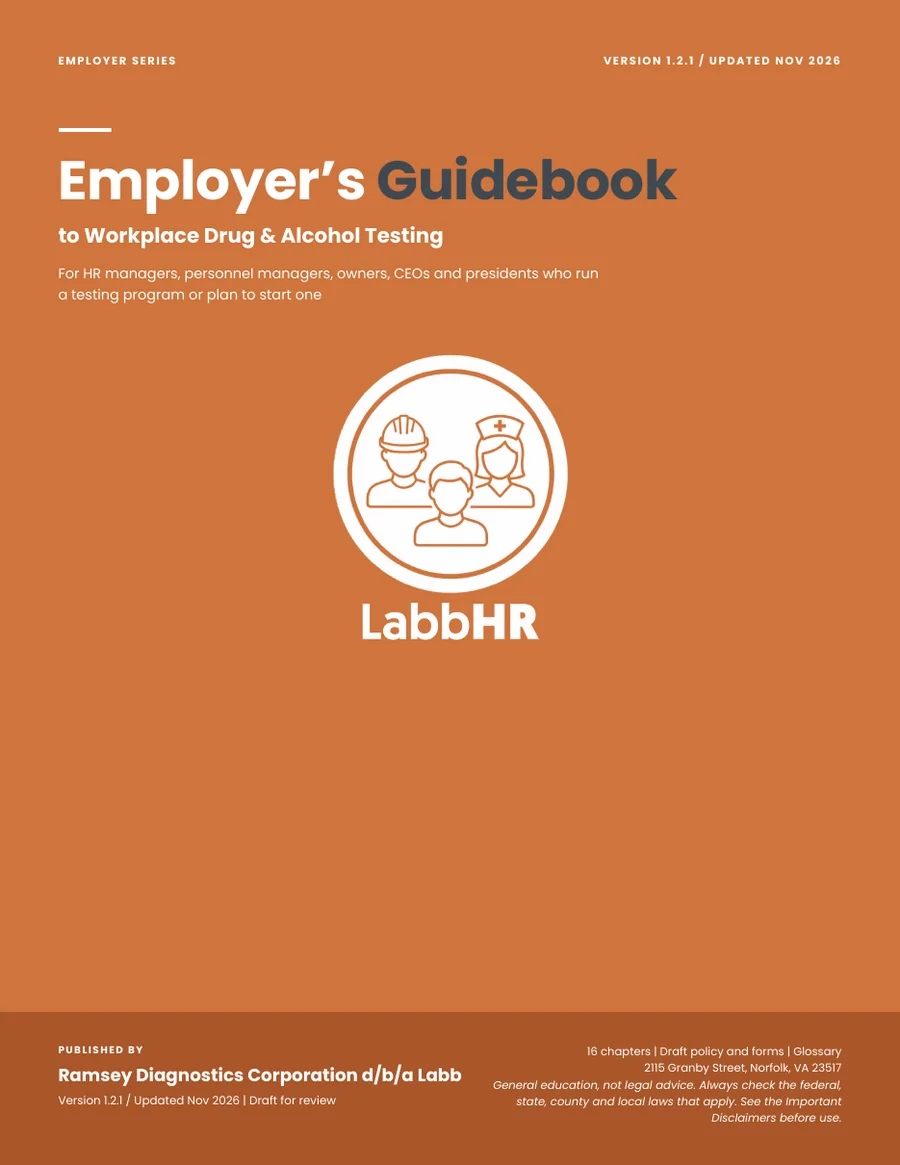 EMPLOYER SERIES
VERSION 1.2.1 / UPDATED NOV 2026
Employer’s Guidebook
to Workplace Drug & Alcohol Testing
For HR managers, personnel managers, owners, CEOs and presidents who run
a testing program or plan to start one
LabbHR
PUBLISHED BY
Ramsey Diagnostics Corporation d/b/a Labb
Version 1.2.1 / Updated Nov 2026 | Draft for review
16 chapters | Draft policy and forms | Glossary
2115 Granby Street, Norfolk, VA 23517
General education, not legal advice. Always check the federal,
state, county and local laws that apply. See the Important
Disclaimers before use.